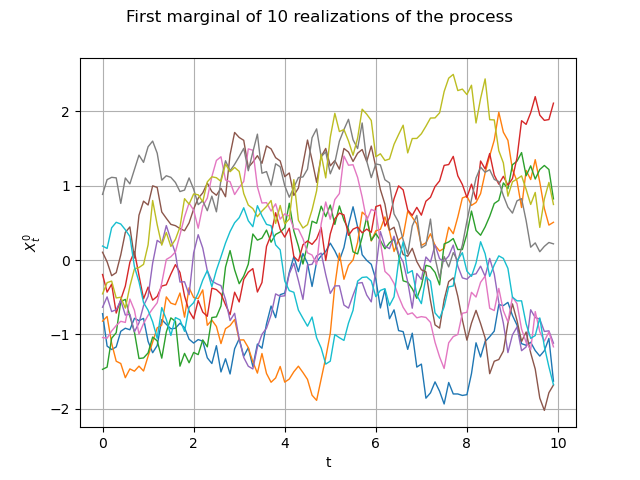 First marginal of 10 realizations of the process
X_t^0
2
1
0
−1
−2
0 2 4 6 8 10
t